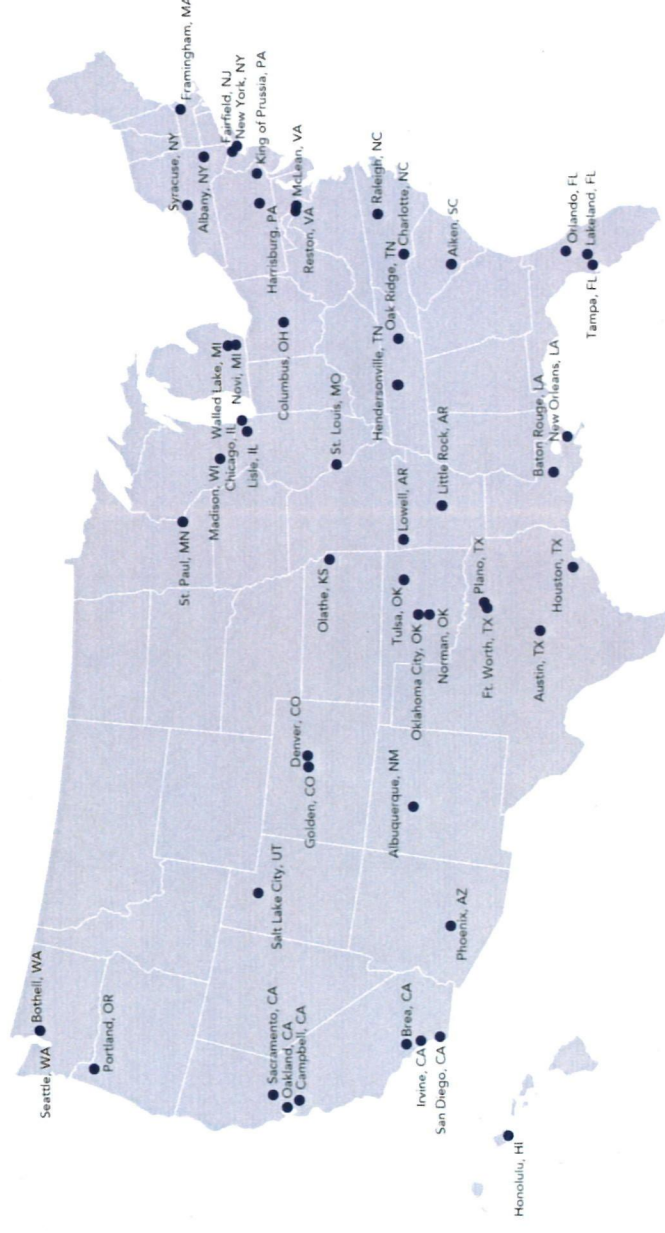 Seattle, WA
Bothell, WA
Portland, OR
Sacramento, CA
Oakland, CA
Campbell, CA
Brea, CA
Irvine, CA
San Diego, CA
Honolulu, HI
Salt Lake City, UT
Phoenix, AZ
Golden, CO
Denver, CO
Albuquerque, NM
St. Paul, MN
Olathe, KS
Tulsa, OK
Oklahoma City, OK
Norman, OK
Ft. Worth, TX
Plano, TX
Austin, TX
Houston, TX
Madison, WI
Chicago, IL
Lisle, IL
Walled Lake, MI
Novi, MI
St. Louis, MO
Lowell, AR
Little Rock, AR
Baton Rouge, LA
New Orleans, LA
Columbus, OH
Hendersonville, TN
Oak Ridge, TN
Syracuse, NY
Albany, NY
Framingham, MA
Fairfield, NJ
New York, NY
King of Prussia, PA
Harrisburg, PA
McLean, VA
Reston, VA
Raleigh, NC
Charlotte, NC
Aiken, SC
Orlando, FL
Lakeland, FL
Tampa, FL